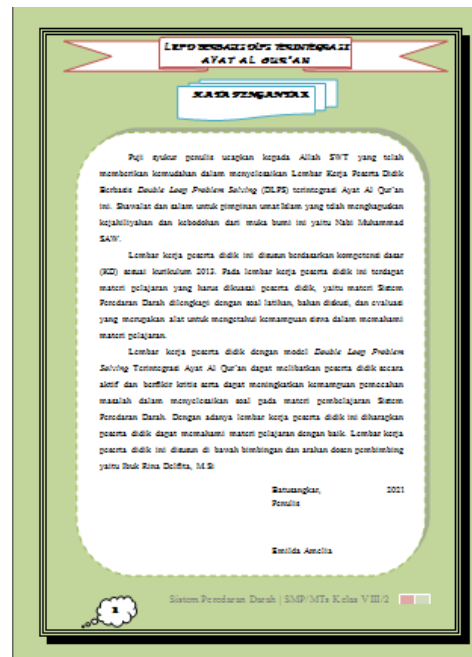 LKPD BERBASIS DLPS TERINTEGRASI
AYAT AL QUR'AN
KATA PENGANTAR
Puji syukur penulis ucapkan kepada Allah SWT yang telah
memberikan kemudahan dalam menyelesaikan Lembar Kerja Peserta Didik
Berbasis Double Loop Problem Solving (DLPS) terintegrasi Ayat Al Qur'an
ini. Shawalat dan salam untuk pimpinan umat Islam yang telah menghapuskan
kejahiliyahan dan kebodohan dari muka bumi ini yaitu Nabi Muhammad
SAW.
Lembar kerja peserta didik ini disusun berdasarkan kompetensi dasar
(KD) sesuai kurikulum 2013. Pada lembar kerja peserta didik ini terdapat
materi pelajaran yang harus dikuasai peserta didik, yaitu materi Sistem
Peredaran Darah dilengkapi dengan soal latihan, bahan diskusi, dan evaluasi
yang merupakan alat untuk mengetahui kemampuan siswa dalam memahami
materi pelajaran.
Lembar kerja peserta didik dengan model Double Loop Problem
Solving Terintegrasi Ayat Al Qur'an dapat melibatkan peserta didik secara
aktif dan berfikir kritis serta dapat meningkatkan kemampuan pemecahan
masalah dalam menyelesaikan soal pada materi pembelajaran Sistem
Peredaran Darah. Dengan adanya lembar kerja peserta didik ini diharapkan
peserta didik dapat memahami materi pelajaran dengan baik. Lembar kerja
peserta didik ini disusun di bawah bimbingan dan arahan dosen pembimbing
yaitu Ibuk Rina Delfita, M.Si
Batusangkar, 2021
Penulis
Emilda Amelia
1
Sistem Peredaran Darah | SMP/MTs Kelas VIII/2